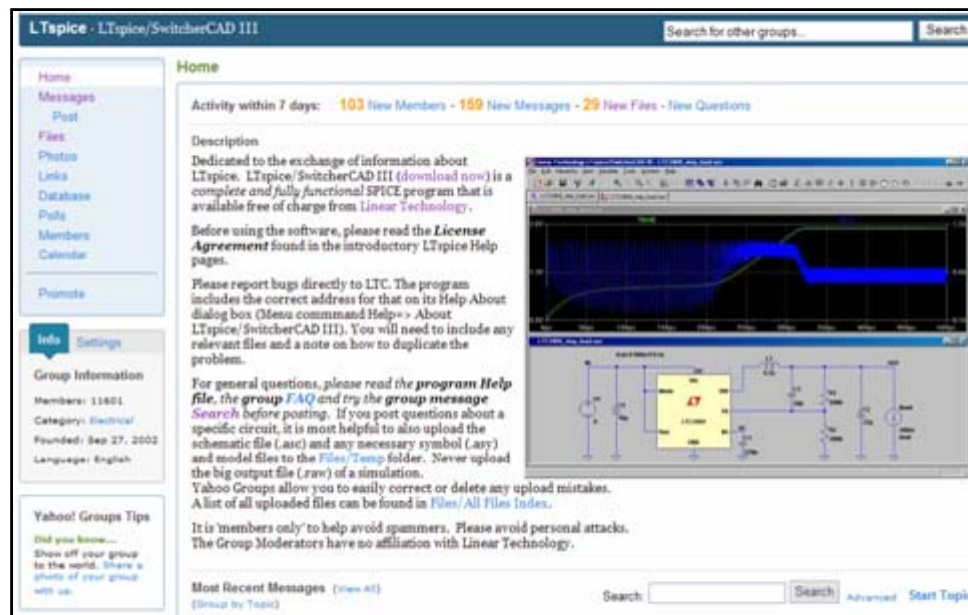 LTspice · LTspice/SwitcherCAD III
Search for other groups...
Search
Home
Messages
Post
Files
Photos
Links
Database
Polls
Members
Calendar
Promote
Info
Settings
Group Information
Members: 11601
Category: Electrical
Founded: Sep 27, 2002
Language: English
Yahoo! Groups Tips
Did you know...
Show off your group
to the world. Share a
photo of your group
with us.
Home
Activity within 7 days: 103 New Members - 159 New Messages - 29 New Files - New Questions
Description
Dedicated to the exchange of information about
LTspice. LTspice/SwitcherCAD III (download now) is a
complete and fully functional SPICE program that is
available free of charge from Linear Technology.
Before using the software, please read the License
Agreement found in the introductory LTspice Help
pages.
Please report bugs directly to LTC. The program
includes the correct address for that on its Help About
dialog box (Menu commmand Help=> About
LTspice/SwitcherCAD III). You will need to include any
relevant files and a note on how to duplicate the
problem.
For general questions, please read the program Help
file, the group FAQ and try the group message
Search before posting. If you post questions about a
specific circuit, it is most helpful to also upload the
schematic file (.asc) and any necessary symbol (.asy)
and model files to the Files/Temp folder. Never upload
the big output file (.raw) of a simulation.
Yahoo Groups allow you to easily correct or delete any upload mistakes.
A list of all uploaded files can be found in Files/All Files Index.
It is 'members only' to help avoid spammers. Please avoid personal attacks.
The Group Moderators have no affiliation with Linear Technology.
Most Recent Messages (View All)
(Group by Topic)
Search:
Search
Advanced
Start Topic